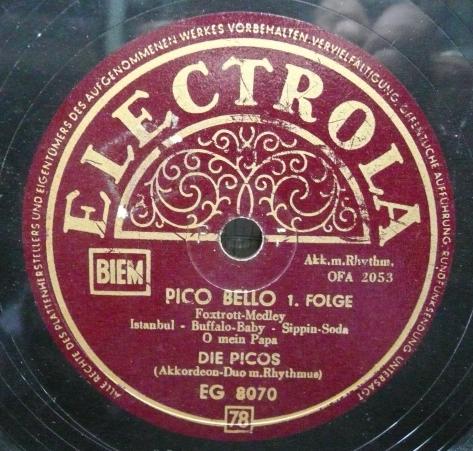 ALLE RECHTE DES PLATTENHERSTELLERS UND EIGENTÜMERS DES AUFGENOMMENEN WERKES VORBEHALTEN. VERVIELFÄLTIGUNG, ÖFFENTLICHE AUFFÜHRUNG, RUNDFUNKSENDUNG UNTERSAGT
ELECTROLA
BIEM
Akk.m.Rhythm.
OFA 2053
PICO BELLO 1. FOLGE
Foxtrott-Medley
Istanbul - Buffalo-Baby - Sippin-Soda
O mein Papa
DIE PICOS
(Akkordeon-Duo m.Rhythmus)
EG 8070
78